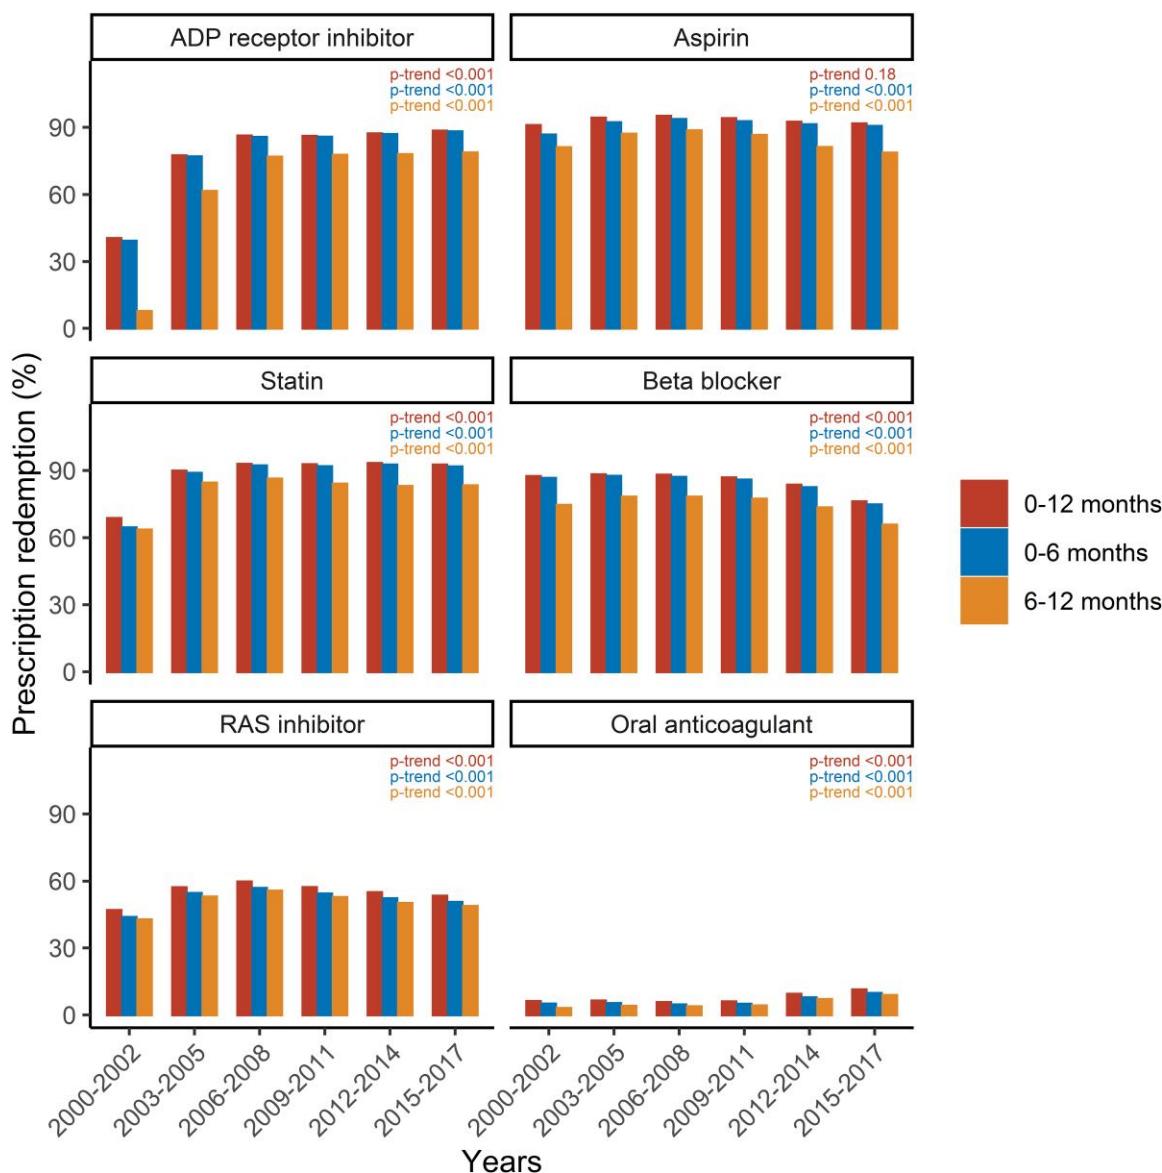 ADP receptor inhibitor
Aspirin
p-trend <0.001
p-trend <0.001
p-trend <0.001
p-trend 0.18
p-trend <0.001
p-trend <0.001
90
60
30
0
Statin
Beta blocker
p-trend <0.001
p-trend <0.001
p-trend <0.001
p-trend <0.001
p-trend <0.001
p-trend <0.001
90
60
30
0
RAS inhibitor
Oral anticoagulant
p-trend <0.001
p-trend <0.001
p-trend <0.001
p-trend <0.001
p-trend <0.001
p-trend <0.001
90
60
30
0
Prescription redemption (%)
2000-2002
2003-2005
2006-2008
2009-2011
2012-2014
2015-2017
2000-2002
2003-2005
2006-2008
2009-2011
2012-2014
2015-2017
Years
0-12 months
0-6 months
6-12 months